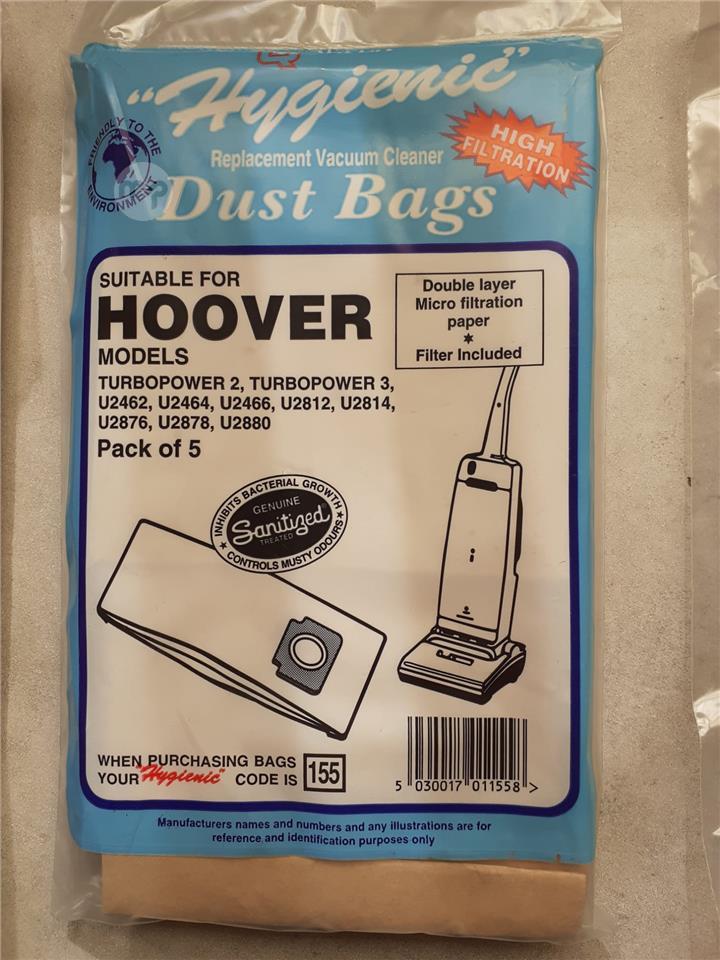 "Hygienic"
HIGH
FILTRATION
FRIENDLY TO THE
ENVIRONMENT
Replacement Vacuum Cleaner
Dust Bags
SUITABLE FOR
HOOVER
MODELS
TURBOPOWER 2, TURBOPOWER 3,
U2462, U2464, U2466, U2812, U2814,
U2876, U2878, U2880
Pack of 5
Double layer
Micro filtration
paper
*
Filter Included
INHIBITS BACTERIAL GROWTH
GENUINE
Sanitized
TREATED
★ CONTROLS MUSTY ODOURS ★
WHEN PURCHASING BAGS
YOUR "Hygienic" CODE IS 155
5 030017 011558 >
Manufacturers names and numbers and any illustrations are for
reference and identification purposes only